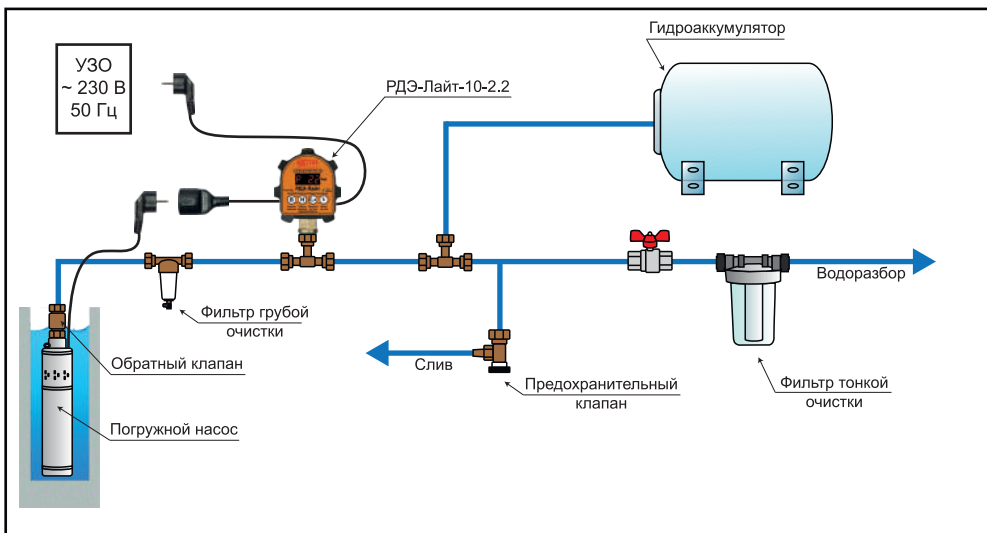 УЗО
~ 230 В
50 Гц
РДЭ-Лайт-10-2.2
Гидроаккумулятор
Водоразбор
Фильтр грубой
очистки
Обратный клапан
Слив
Предохранительный
клапан
Фильтр тонкой
очистки
Погружной насос